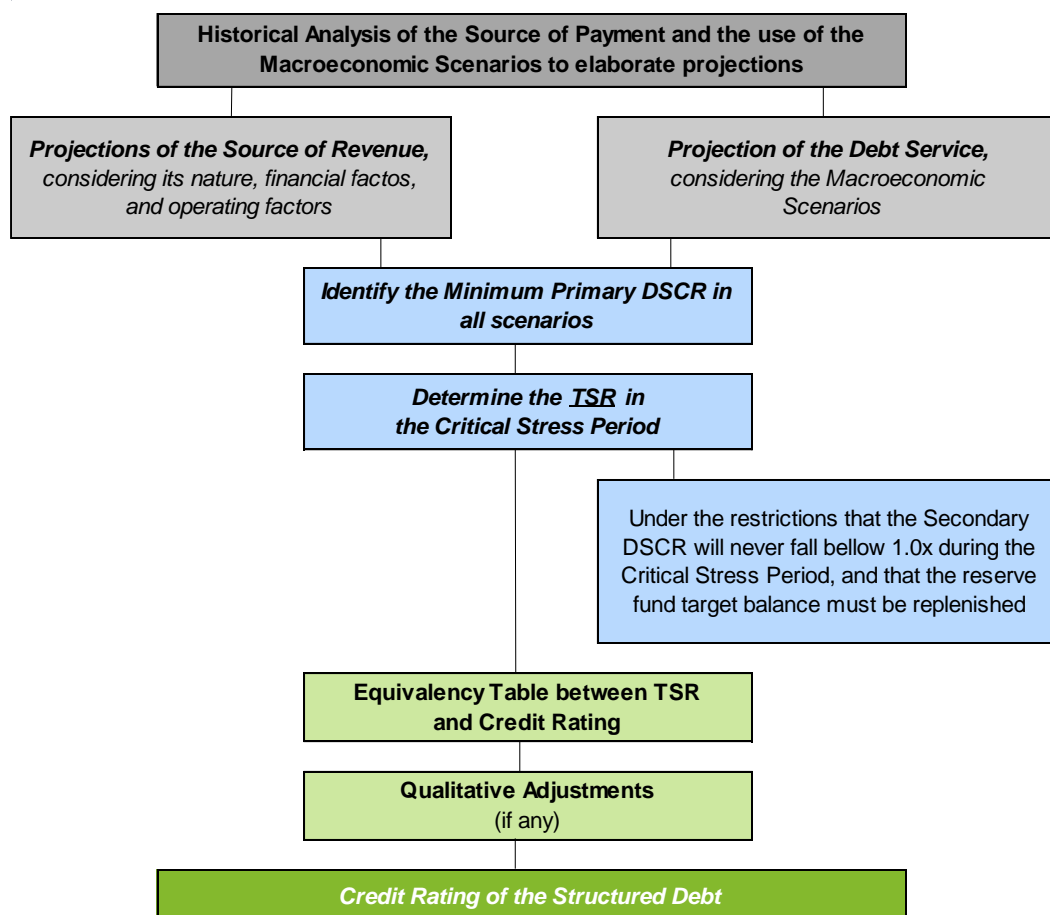 Historical Analysis of the Source of Payment and the use of the
Macroeconomic Scenarios to elaborate projections
Projections of the Source of Revenue,
considering its nature, financial factos,
and operating factors
Projection of the Debt Service,
considering the Macroeconomic
Scenarios
Identify the Minimum Primary DSCR in
all scenarios
Determine the TSR in
the Critical Stress Period
Under the restrictions that the Secondary
DSCR will never fall bellow 1.0x during the
Critical Stress Period, and that the reserve
fund target balance must be replenished
Equivalency Table between TSR
and Credit Rating
Qualitative Adjustments
(if any)
Credit Rating of the Structured Debt